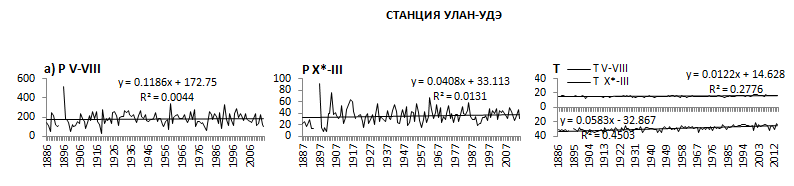 СТАНЦИЯ УЛАН-УДЭ
а) P V-VIII
y = 0.1186x + 172.75
R² = 0.0044
600
400
200
0
1886 1896 1906 1916 1926 1936 1946 1956 1966 1976 1986 1996 2006
P X*-III
y = 0.0408x + 33.113
R² = 0.0131
100
80
60
40
20
0
1887 1897 1907 1917 1927 1937 1947 1957 1967 1977 1987 1997 2007
T
T V-VIII
T X*-III
y = 0.0122x + 14.628
R² = 0.2776
40
20
0
y = 0.0583x - 32.867
R² = 0.4503
20
40
1886 1895 1904 1913 1922 1931 1940 1949 1958 1967 1976 1985 1994 2003 2012